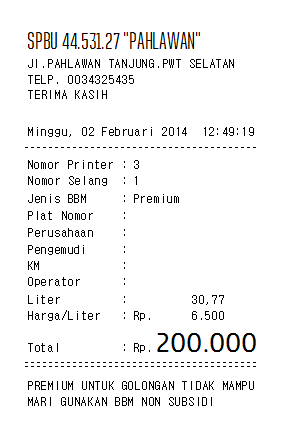 SPBU 44.531.27 "PAHLAWAN"
Jl.PAHLAWAN TANJUNG.PWT SELATAN
TELP. 0034325435
TERIMA KASIH
Minggu, 02 Februari 2014 12:49:19
Nomor Printer : 3
Nomor Selang : 1
Jenis BBM : Premium
Plat Nomor :
Perusahaan :
Pengemudi :
KM :
Operator :
Liter : 30,77
Harga/Liter : Rp. 6.500
Total : Rp. 200.000
PREMIUM UNTUK GOLONGAN TIDAK MAMPU
MARI GUNAKAN BBM NON SUBSIDI